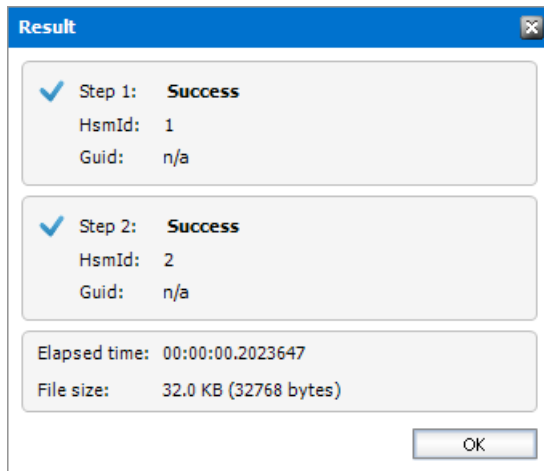 Result
Step 1: Success
HsmId: 1
Guid: n/a
Step 2: Success
HsmId: 2
Guid: n/a
Elapsed time: 00:00:00.2023647
File size: 32.0 KB (32768 bytes)
OK